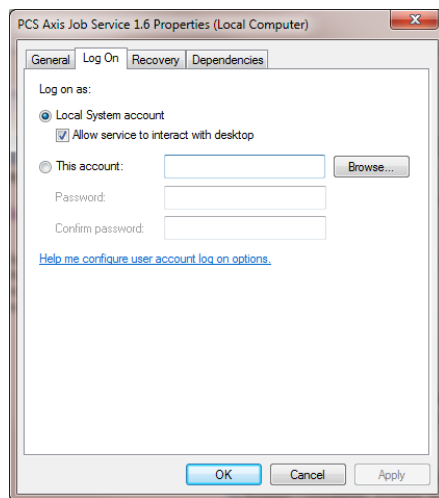 PCS Axis Job Service 1.6 Properties (Local Computer)
General Log On Recovery Dependencies
Log on as:
Local System account
Allow service to interact with desktop
This account: Browse...
Password:
Confirm password:
Help me configure user account log on options.
OK Cancel Apply